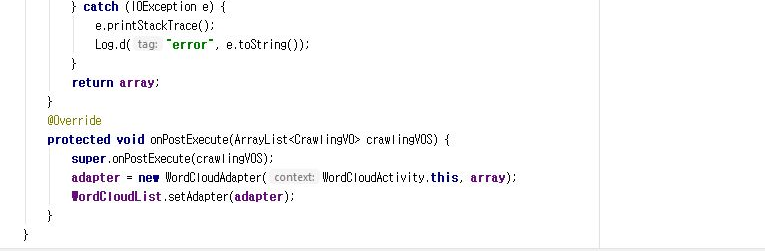 } catch (IOException e) {
e.printStackTrace();
Log.d( tag: "error", e.toString());
}
return array;
}
@Override
protected void onPostExecute(ArrayList<CrawlingVO> crawlingVOS) {
super.onPostExecute(crawlingVOS);
adapter = new WordCloudAdapter( context: WordCloudActivity.this, array);
WordCloudList.setAdapter(adapter);
}
}